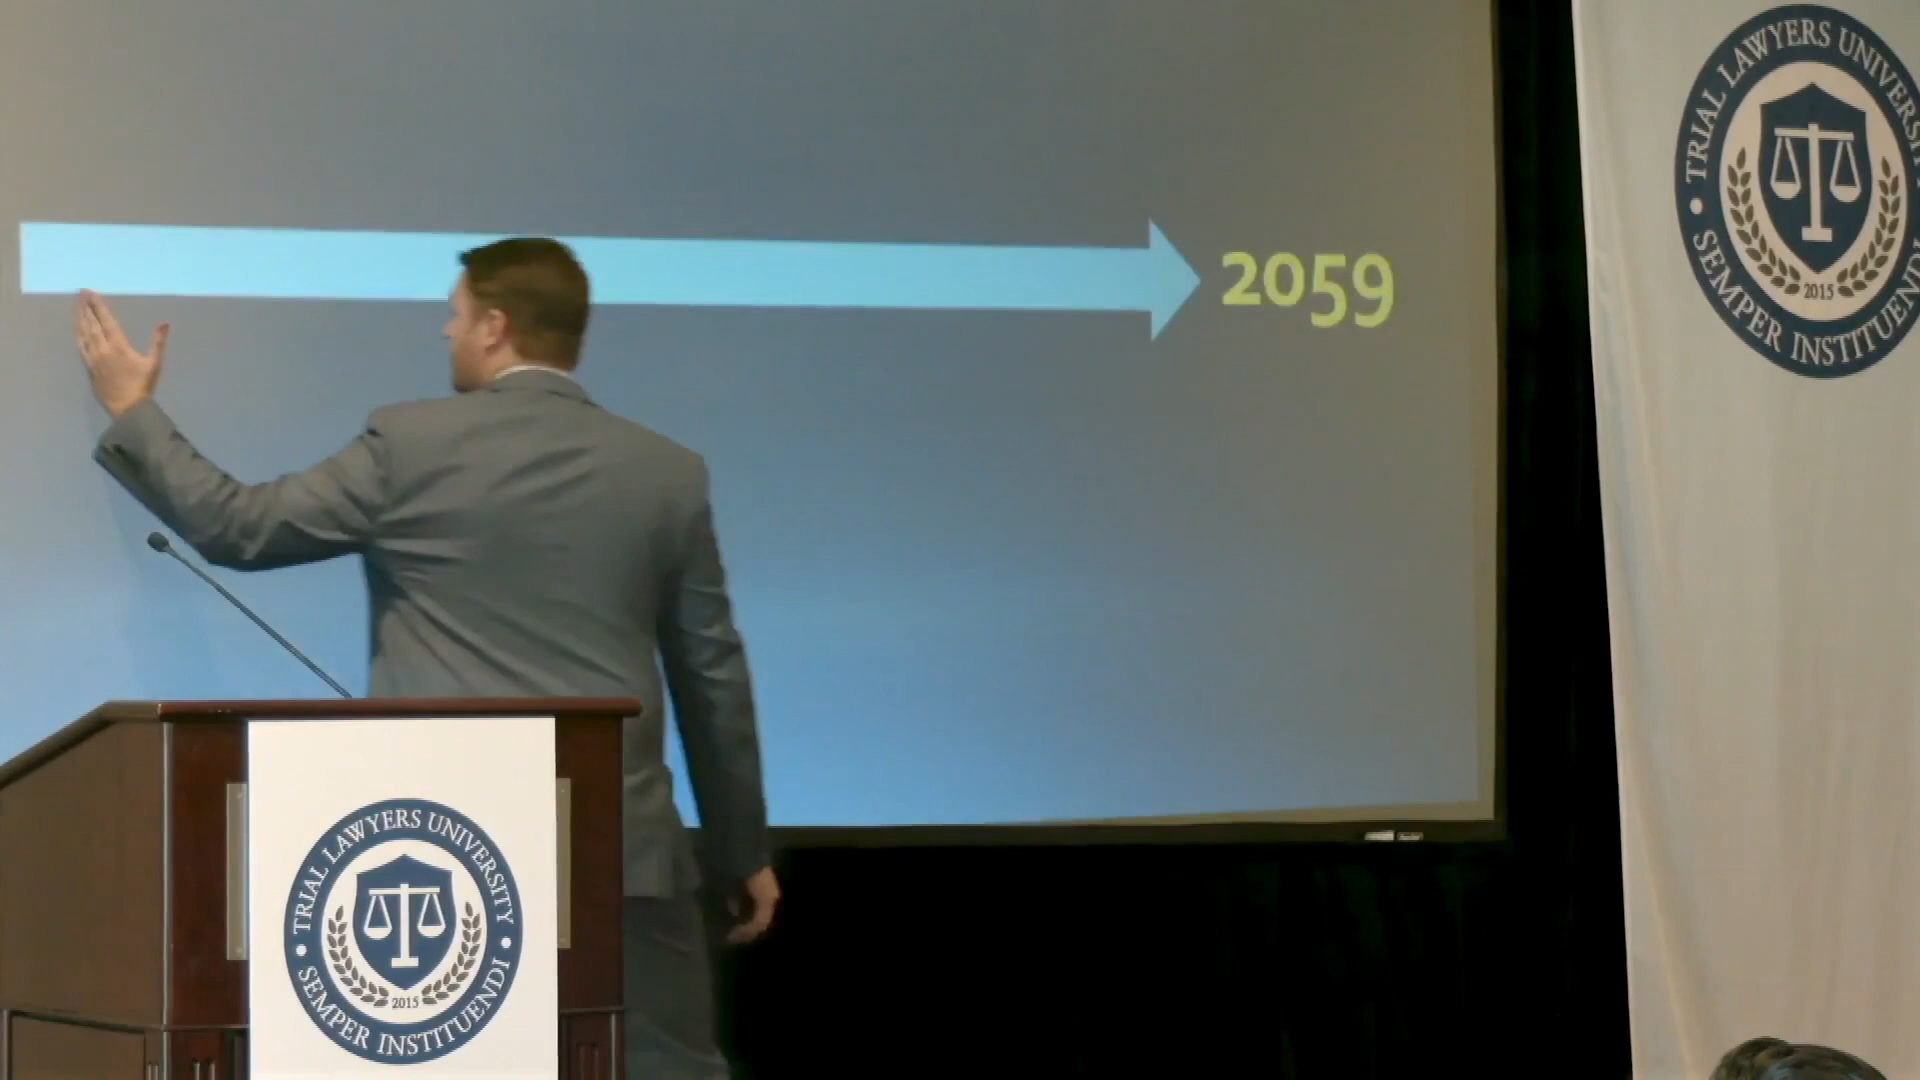 2059
TRIAL LAWYERS UNIVERSITY
2015
SEMPER INSTITUENDI
TRIAL LAWYERS UNIVERSITY
2015
SEMPER INSTITUENDI